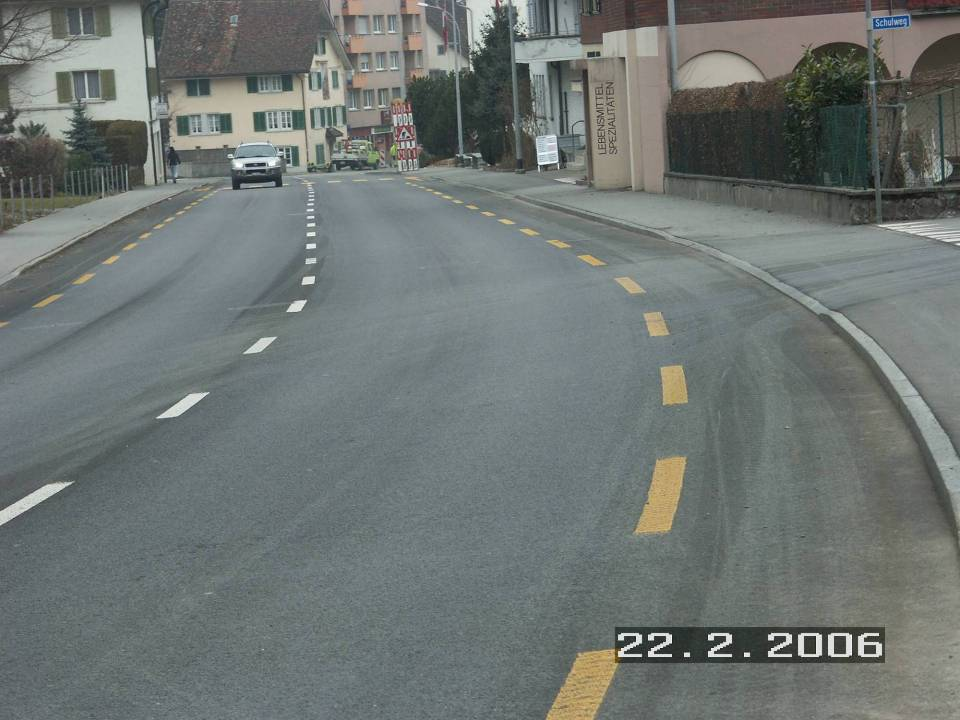 Schulweg
LEBENSMITTEL
SPEZIALITÄTEN
22.2.2006